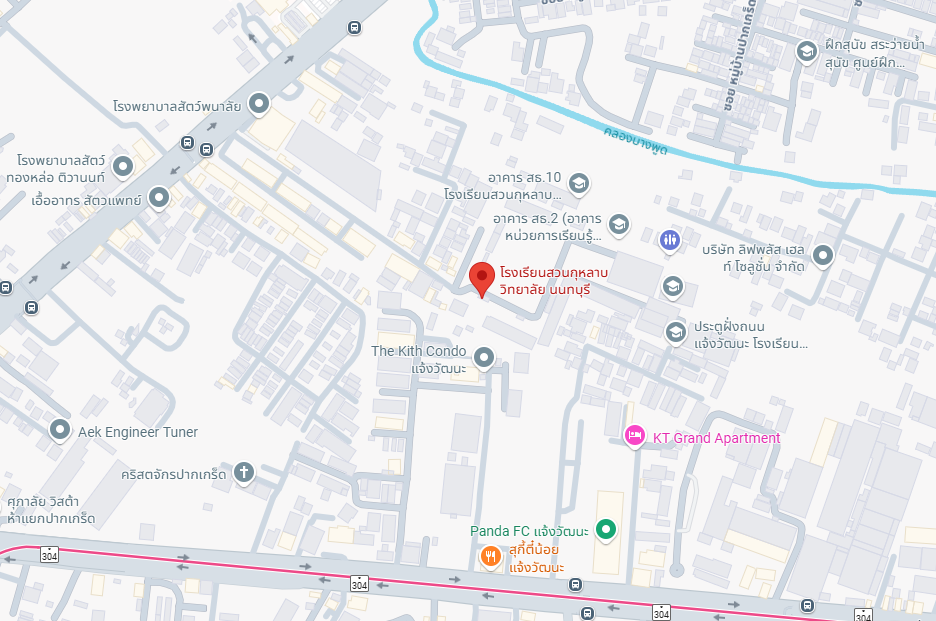 ซอย หมู่บ้านปากเกร็ด
ฝึกสุนัข สระว่ายน้ำ
สุนัข ศูนย์ฝึก...
โรงพยาบาลสัตว์พนาลัย
คลองบางพูด
โรงพยาบาลสัตว์
ทองหล่อ ติวานนท์
เอื้ออาทร สัตวแพทย์
อาคาร สธ.10
โรงเรียนสวนกุหลาบ...
อาคาร สธ.2 (อาคาร
หน่วยการเรียนรู้...
บริษัท ลิฟพลัส เฮล
ท์ โซลูชั่น จำกัด
โรงเรียนสวนกุหลาบ
วิทยาลัย นนทบุรี
ประตูฝั่งถนน
แจ้งวัฒนะ โรงเรียน...
The Kith Condo
แจ้งวัฒนะ
Aek Engineer Tuner
KT Grand Apartment
คริสตจักรปากเกร็ด
ศุภาลัย วิสต้า
ห้าแยกปากเกร็ด
Panda FC แจ้งวัฒนะ
สุกี้ตี๋น้อย
แจ้งวัฒนะ
304
304
304
304